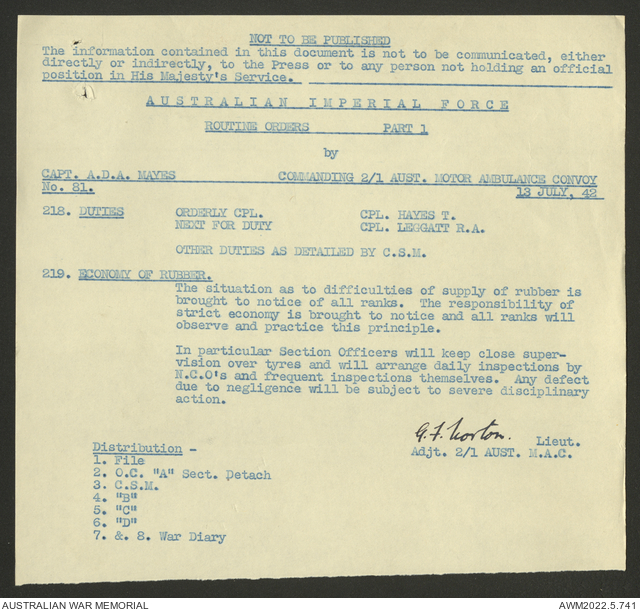 NOT TO BE PUBLISHED
The information contained in this document is not to be communicated, either
directly or indirectly, to the Press or to any person not holding an official
position in His Majesty's Service.
AUSTRALIAN IMPERIAL FORCE
ROUTINE ORDERS PART 1
by
CAPT. A.D.A. MAYES COMMANDING 2/1 AUST. MOTOR AMBULANCE CONVOY
No. 81. 13 JULY, 42
218. DUTIES ORDERLY CPL. CPL. HAYES T.
NEXT FOR DUTY CPL. LEGGATT R.A.
OTHER DUTIES AS DETAILED BY C.S.M.
219. ECONOMY OF RUBBER.
The situation as to difficulties of supply of rubber is
brought to notice of all ranks. The responsibility of
strict economy is brought to notice and all ranks will
observe and practice this principle.
In particular Section Officers will keep close super-
vision over tyres and will arrange daily inspections by
N.C.O's and frequent inspections themselves. Any defect
due to negligence will be subject to severe disciplinary
action.
G.F. Norton. Lieut.
Adjt. 2/1 AUST. M.A.C.
Distribution -
1. File
2. O.C. "A" Sect. Detach
3. C.S.M.
4. "B"
5. "C"
6. "D"
7. & 8. War Diary
AUSTRALIAN WAR MEMORIAL AWM2022.5.741